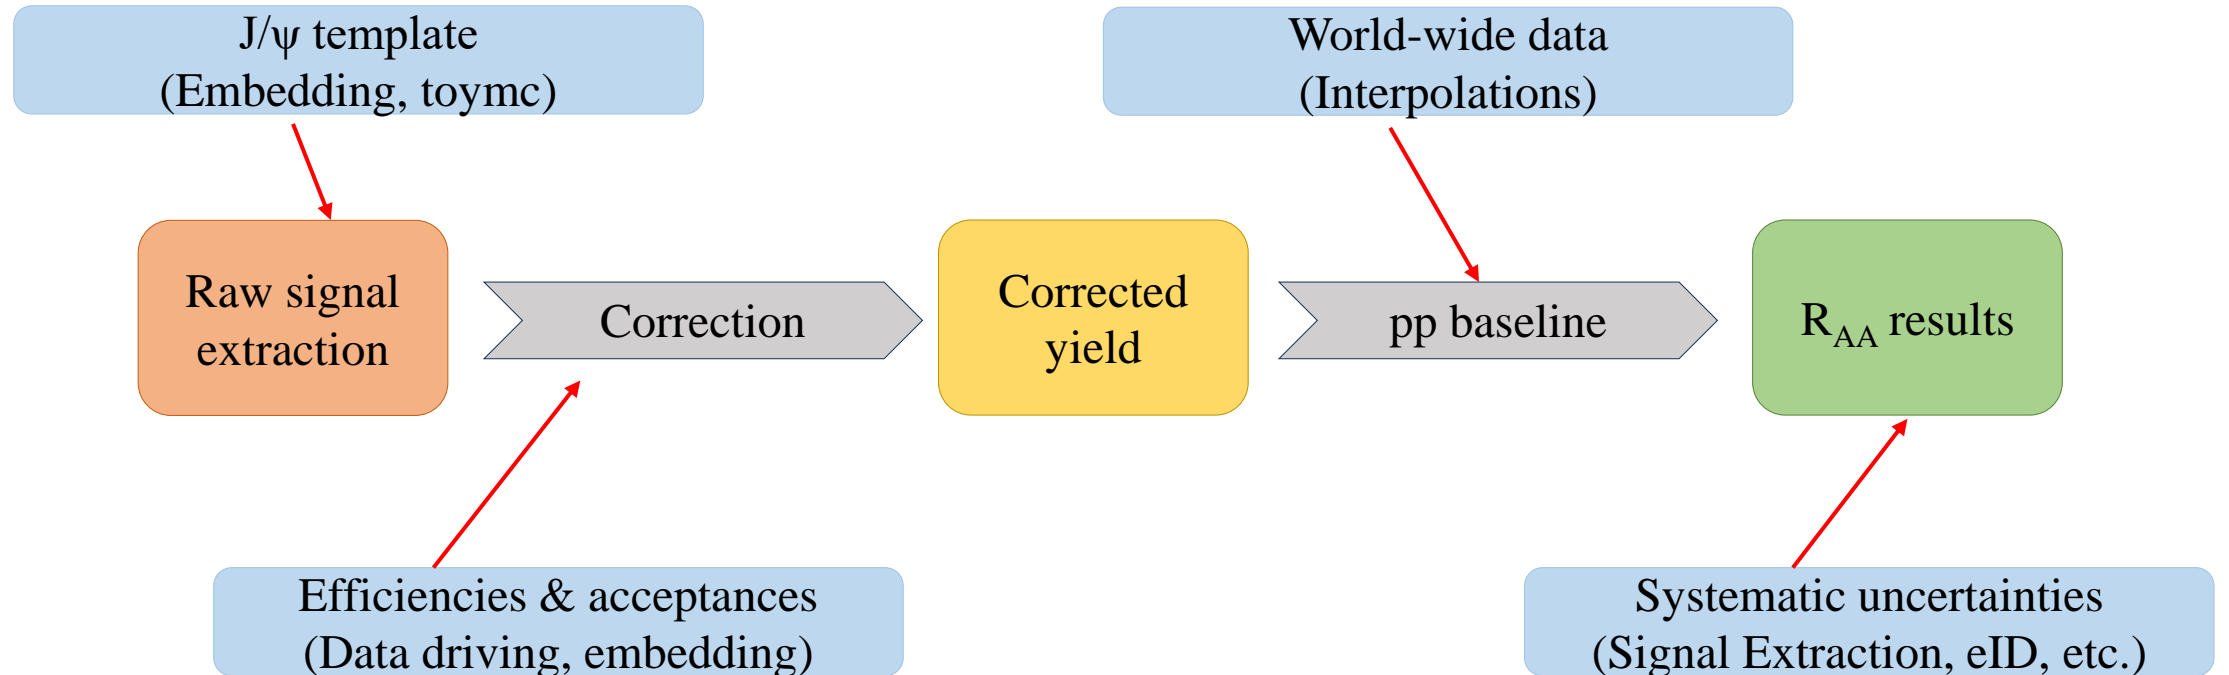 J/ψ template
(Embedding, toymc)
World-wide data
(Interpolations)
Raw signal
extraction
Correction
Corrected
yield
pp baseline
R_AA results
Efficiencies & acceptances
(Data driving, embedding)
Systematic uncertainties
(Signal Extraction, eID, etc.)